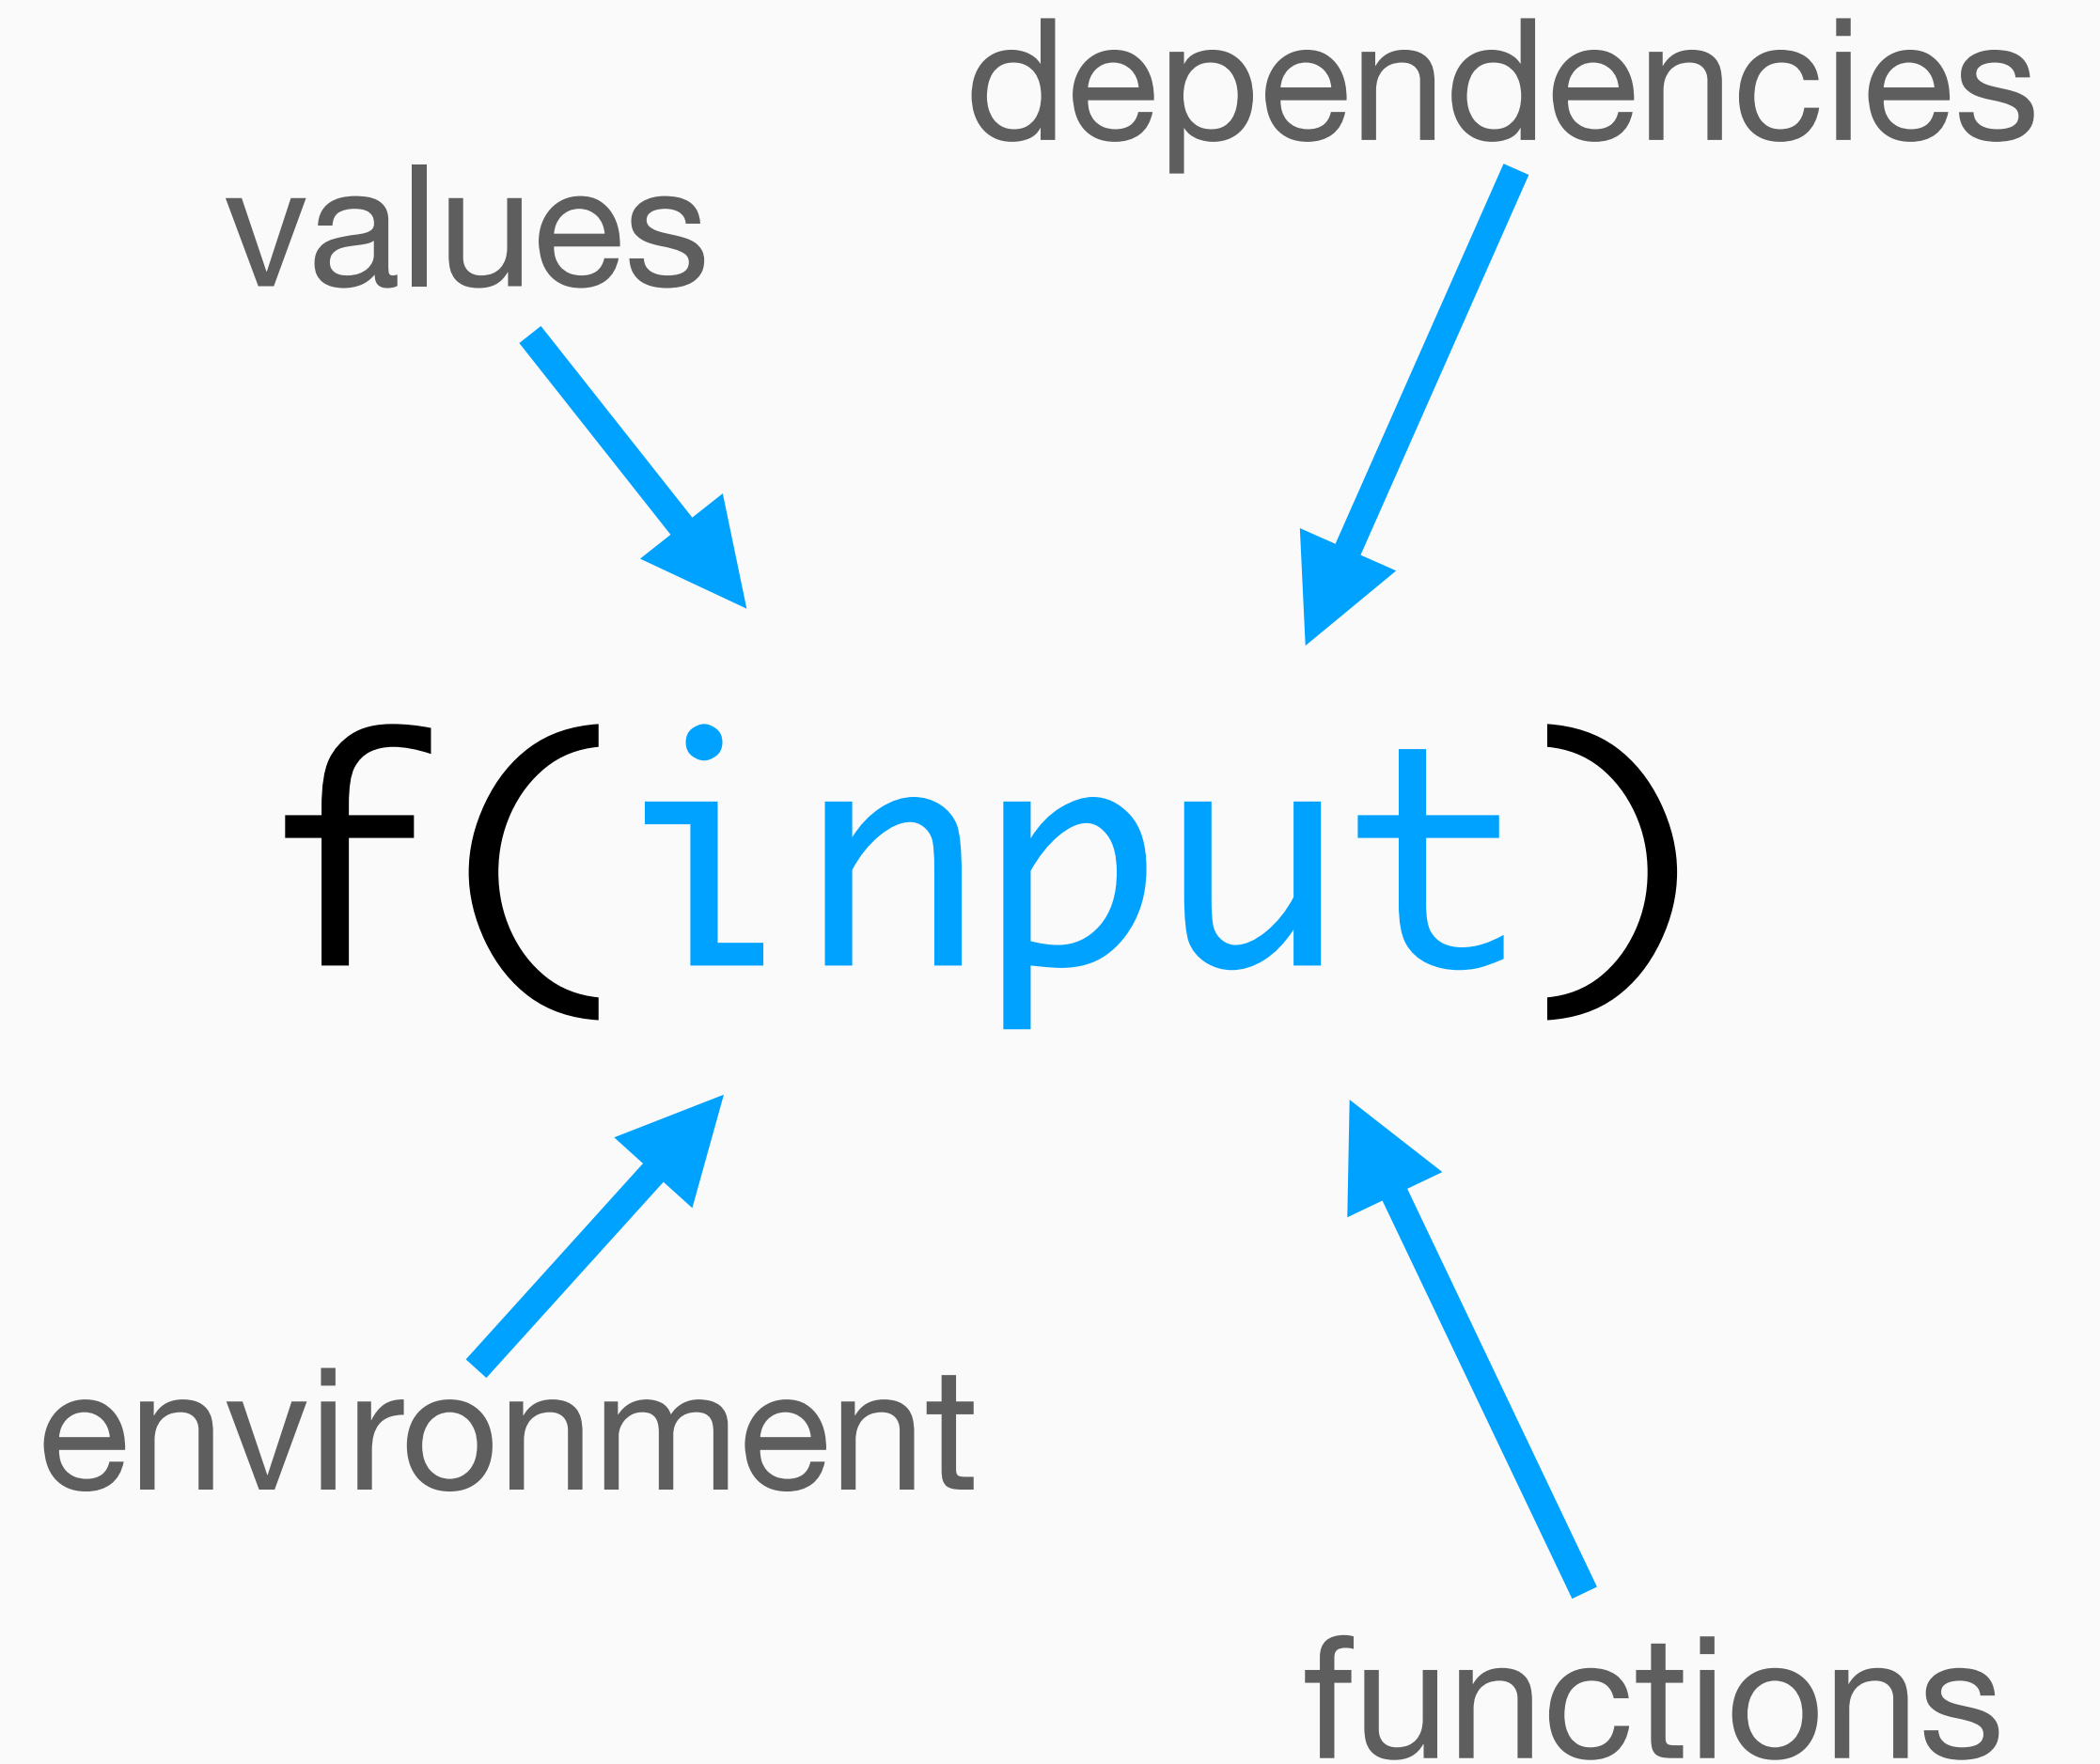 dependencies
values
f(input)
environment
functions